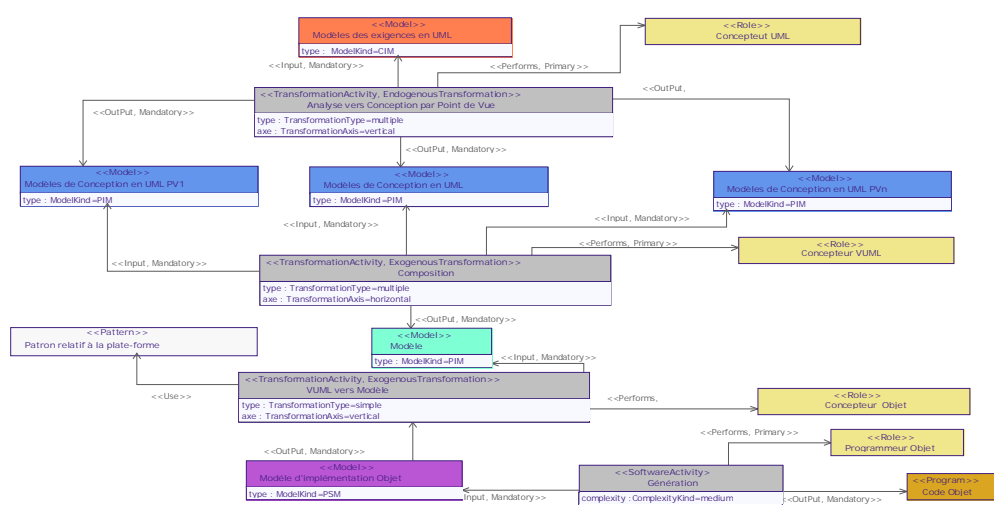 <<Model>>
Modèles des exigences en UML
type : ModelKind=CIM
<<Role>>
Concepteut UML
<<Input, Mandatory>>
<<Performs, Primary >>
<<TransformationActivity, EndogenousTransformation>>
Analyse vers Conception par Point de Vue
type : TransformationType=multiple
axe : TransformationAxis=vertical
<<OutPut,
<<OutPut, Mandatory>>
<<OutPut, Mandatory>>
<<Model>>
Modèles de Conception en UML PV1
type : ModelKind=PIM
<<Model>>
Modèles de Conception en UML
type : ModelKind=PIM
<<Model>>
Modèles de Conception en UML PVn
type : ModelKind=PIM
<<Input, Mandatory>>
<<Input, Mandatory>>
<<Performs, Primary>>
<<Role>>
Concepteur VUML
<<Input, Mandatory>>
<<TransformationActivity, ExogenousTransformation>>
Composition
type : TransformationType=multiple
axe : TransformationAxis=horizontal
<<OutPut, Mandatory>>
<<Pattern>>
Patron relatif à la plate-forme
<<Model>>
Modèle
type : ModelKind=PIM
<<Input, Mandatory>>
<<TransformationActivity, ExogenousTransformation>>
VUML vers Modèle
type : TransformationType=simple
axe : TransformationAxis=vertical
<<Use>>
<<Performs,
<<Role>>
Concepteur Objet
<<OutPut, Mandatory>>
<<Performs, Primary >>
<<Role>>
Programmeur Objet
<<Model>>
Modèle d'implémentation Objet
type : ModelKind=PSM
Input, Mandatory>>
<<SoftwareActivity>
Génération
complexity : ComplexityKind=medium
<<OutPut, Mandatory>>
<<Program>>
Code Objet